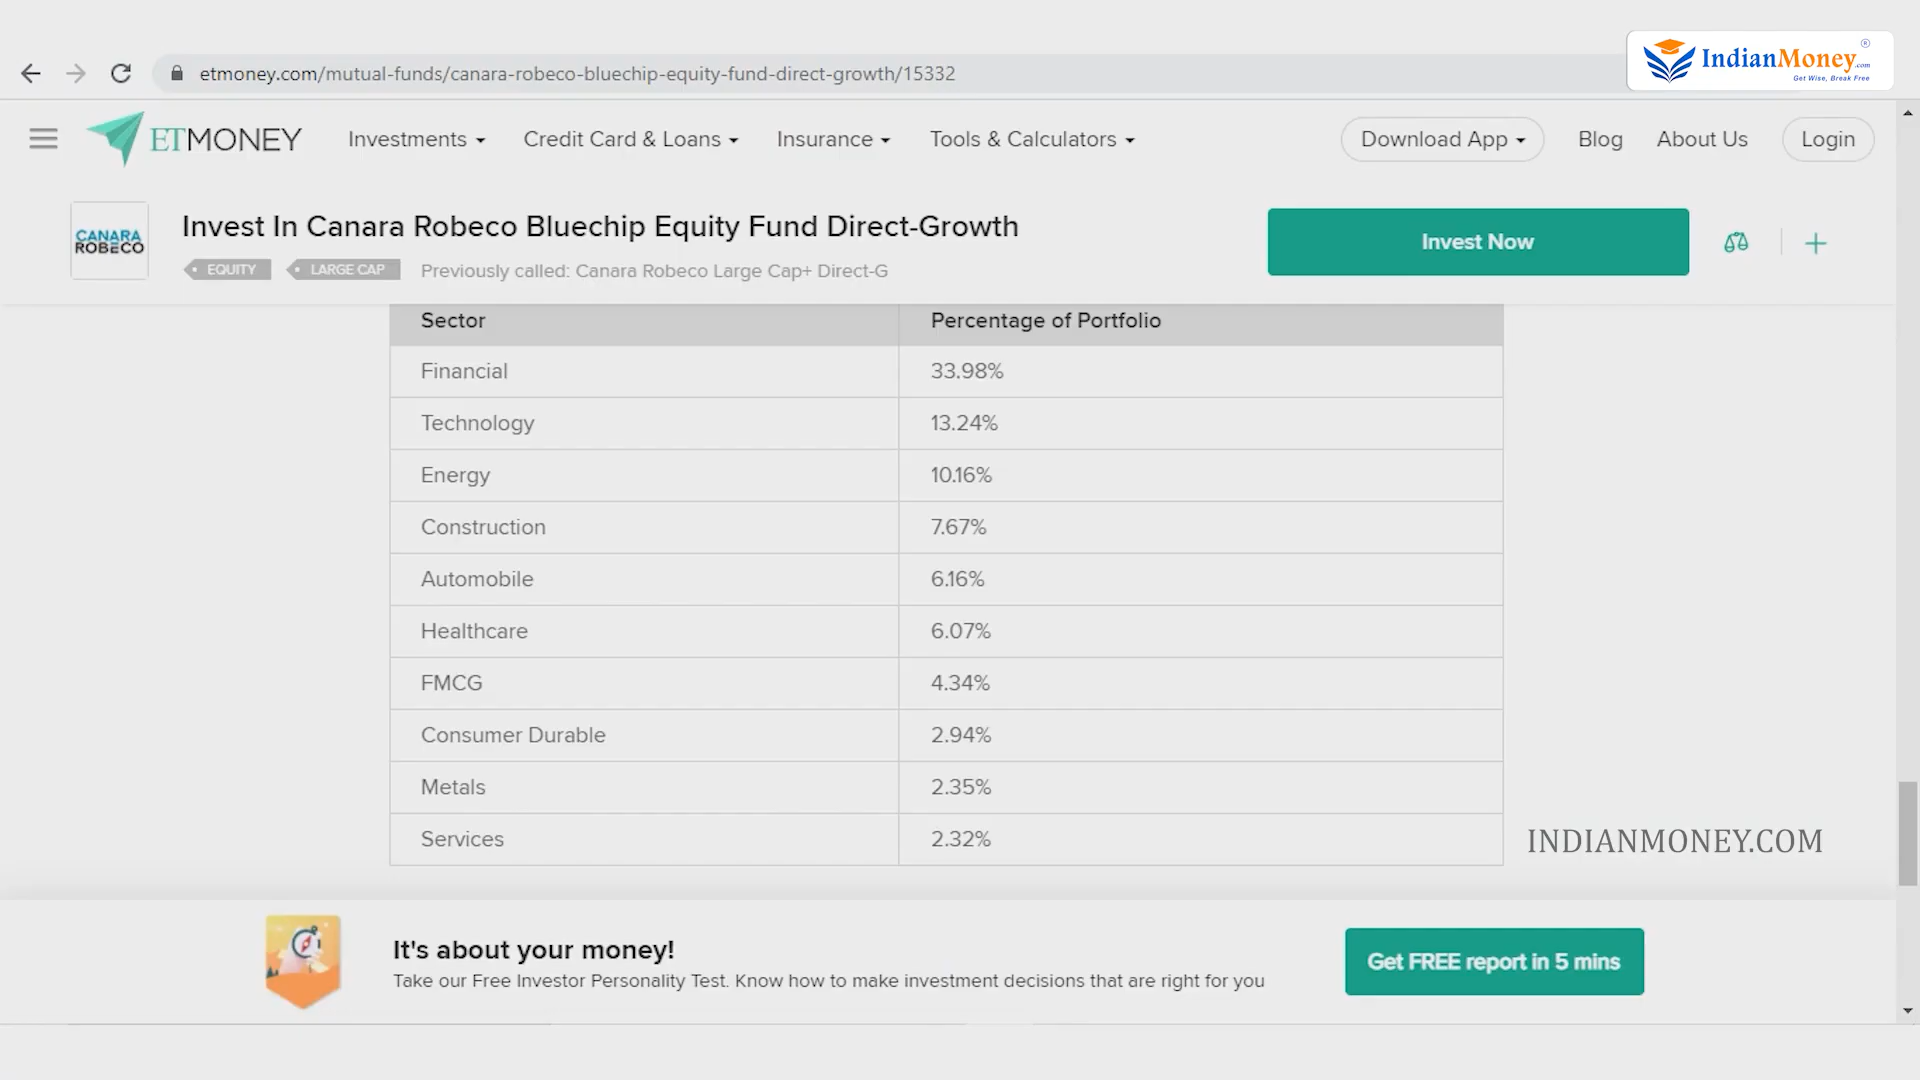 etmoney.com/mutual-funds/canara-robeco-bluechip-equity-fund-direct-growth/15332
IndianMoney.com ®
Get Wise, Break Free
ETMONEY Investments Credit Card & Loans Insurance Tools & Calculators Download App Blog About Us Login
CANARA ROBECO
Invest In Canara Robeco Bluechip Equity Fund Direct-Growth
EQUITY LARGE CAP Previously called: Canara Robeco Large Cap+ Direct-G
Invest Now
Sector Percentage of Portfolio
Financial 33.98%
Technology 13.24%
Energy 10.16%
Construction 7.67%
Automobile 6.16%
Healthcare 6.07%
FMCG 4.34%
Consumer Durable 2.94%
Metals 2.35%
Services 2.32%
INDIANMONEY.COM
It's about your money!
Take our Free Investor Personality Test. Know how to make investment decisions that are right for you
Get FREE report in 5 mins